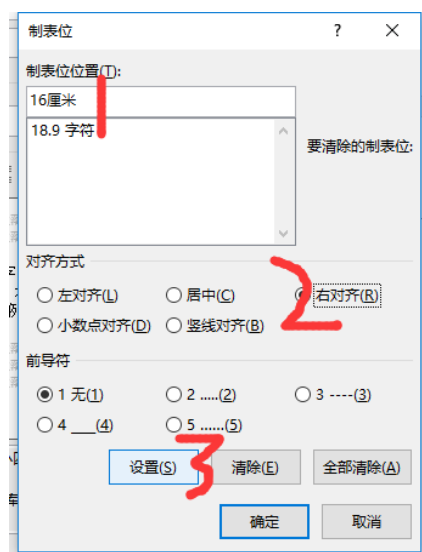 制表位 ? ×
制表位位置(T):
16厘米
18.9 字符
要清除的制表位:
对齐方式
左对齐(L) 居中(C) 右对齐(R)
小数点对齐(D) 竖线对齐(B)
前导符
1 无(1) 2 .....(2) 3 ----(3)
4 ___(4) 5 ......(5)
设置(S) 清除(E) 全部清除(A)
确定 取消
1
2
3